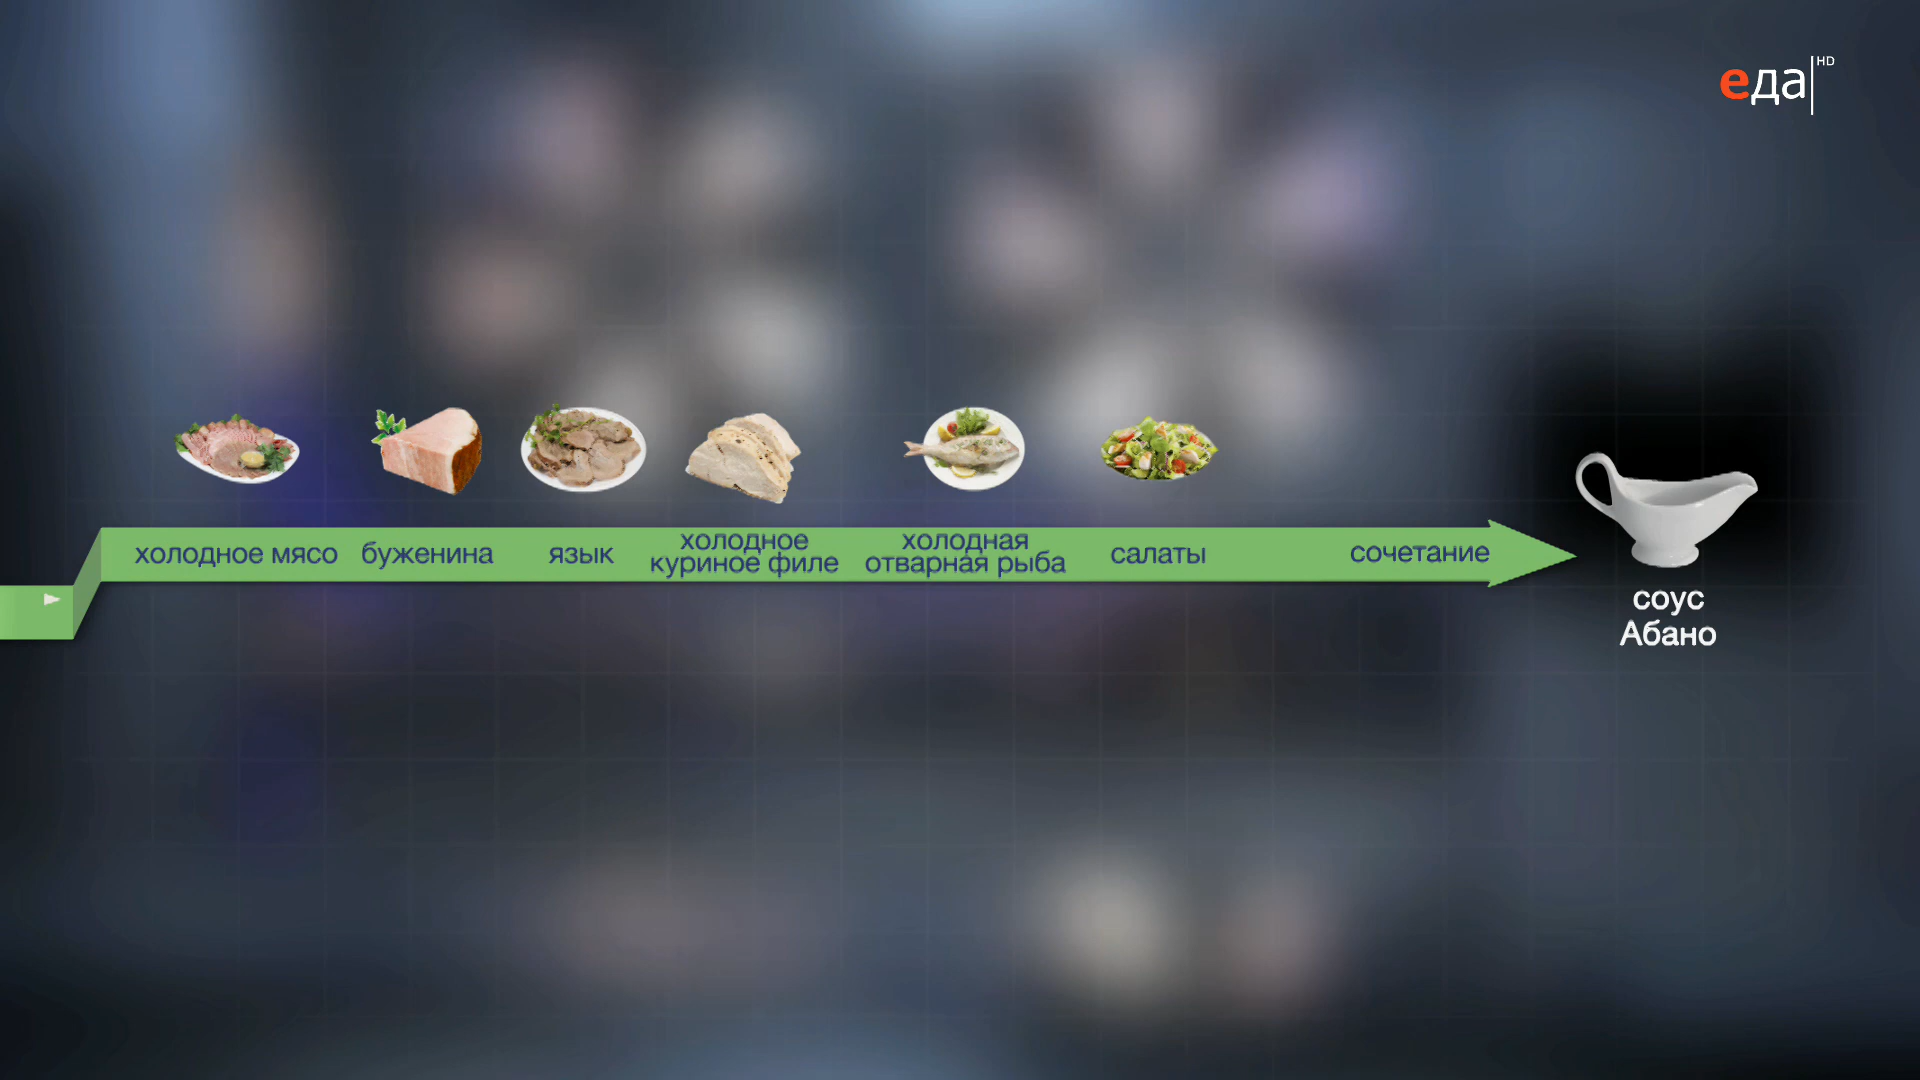 еда HD
холодное мясо
буженина
язык
холодное
куриное филе
холодная
отварная рыба
салаты
сочетание
соус
Абано